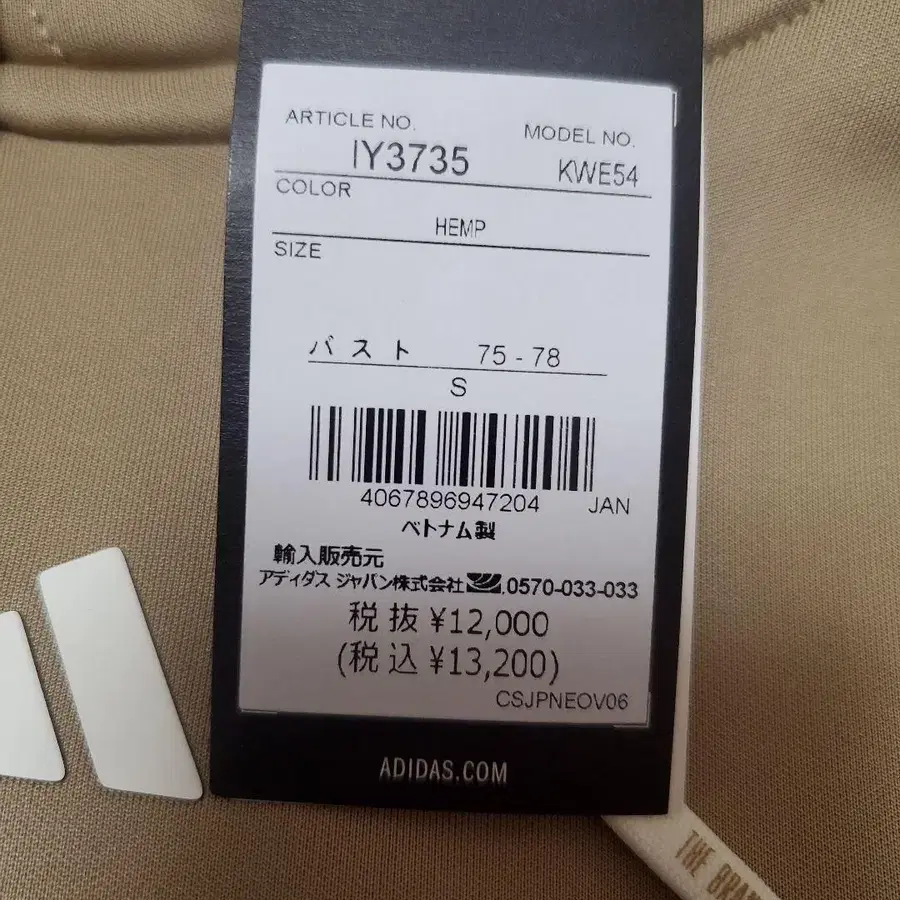 ARTICLE NO.
MODEL NO.
IY3735
KWE54
COLOR
HEMP
SIZE
バスト 75 - 78
S
4067896947204 JAN
ベトナム製
輸入販売元
アディダス ジャパン株式会社 .0570-033-033
税抜 ¥12,000
(税込 ¥13,200)
CSJPNEOV06
ADIDAS.COM
THE